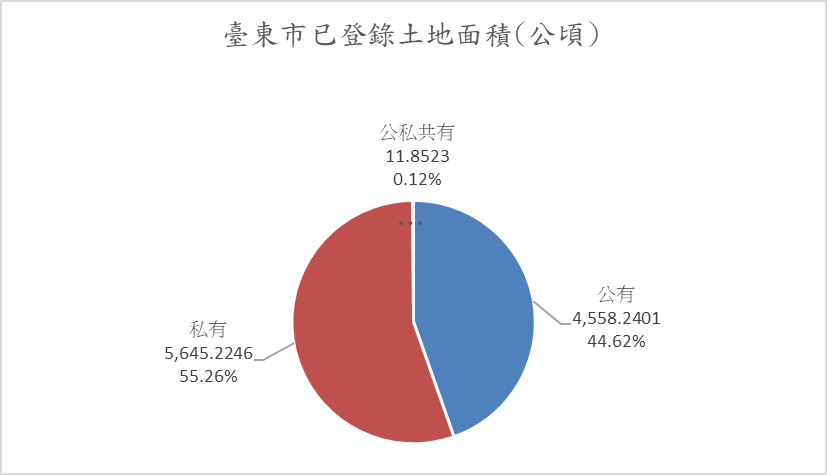 臺東市已登錄土地面積(公頃)
公私共有
11.8523
0.12%
公有
4,558.2401
44.62%
私有
5,645.2246
55.26%